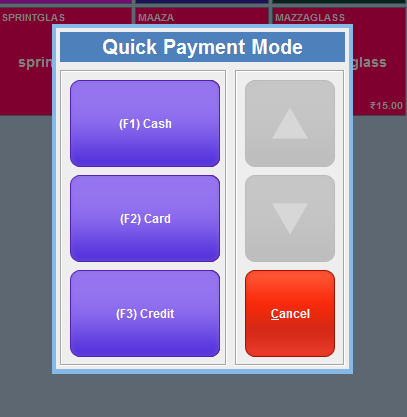 SPRINTGLAS
MAAZA
MAZZAGLASS
sprin
glass
₹15.00
Quick Payment Mode
(F1) Cash
(F2) Card
(F3) Credit
Cancel